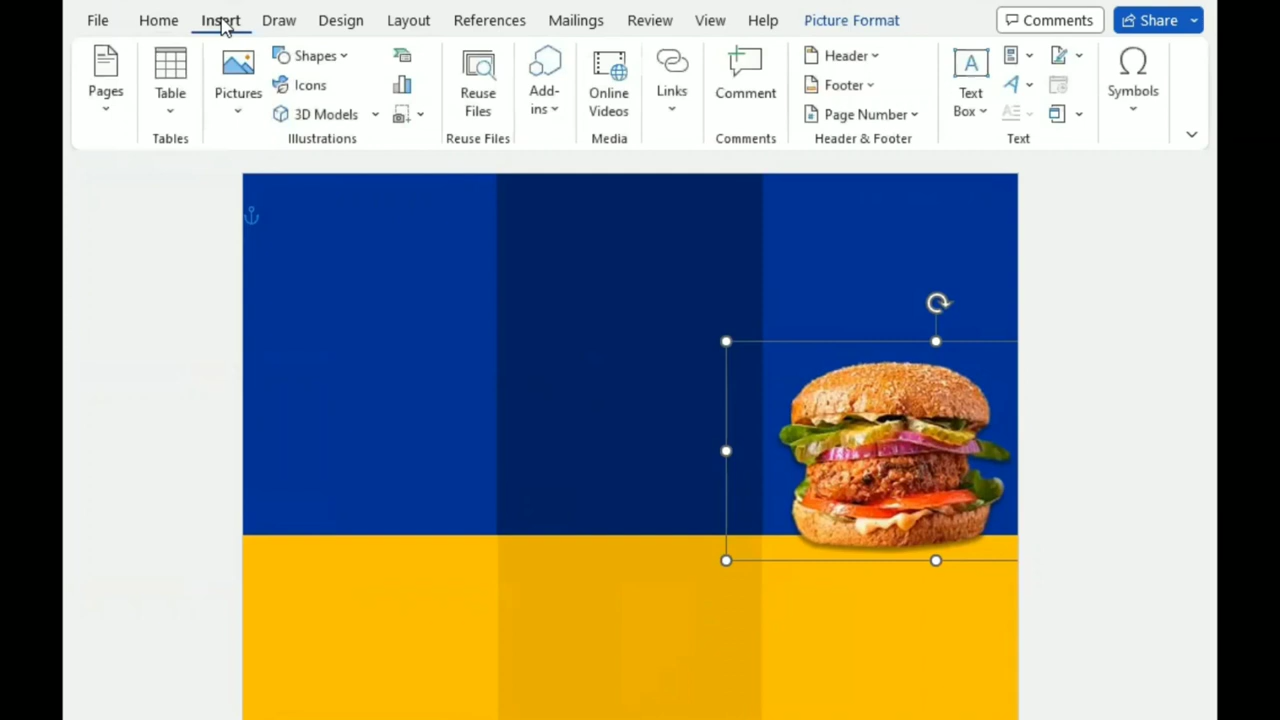 File Home Insert Draw Design Layout References Mailings Review View Help Picture Format Comments Share
Pages
Table
Tables
Pictures
Shapes
Icons
3D Models
Illustrations
Reuse
Files
Reuse Files
Add-
ins
Online
Videos
Media
Links
Comment
Comments
Header
Footer
Page Number
Header & Footer
A
Text
Box
Text
Symbols